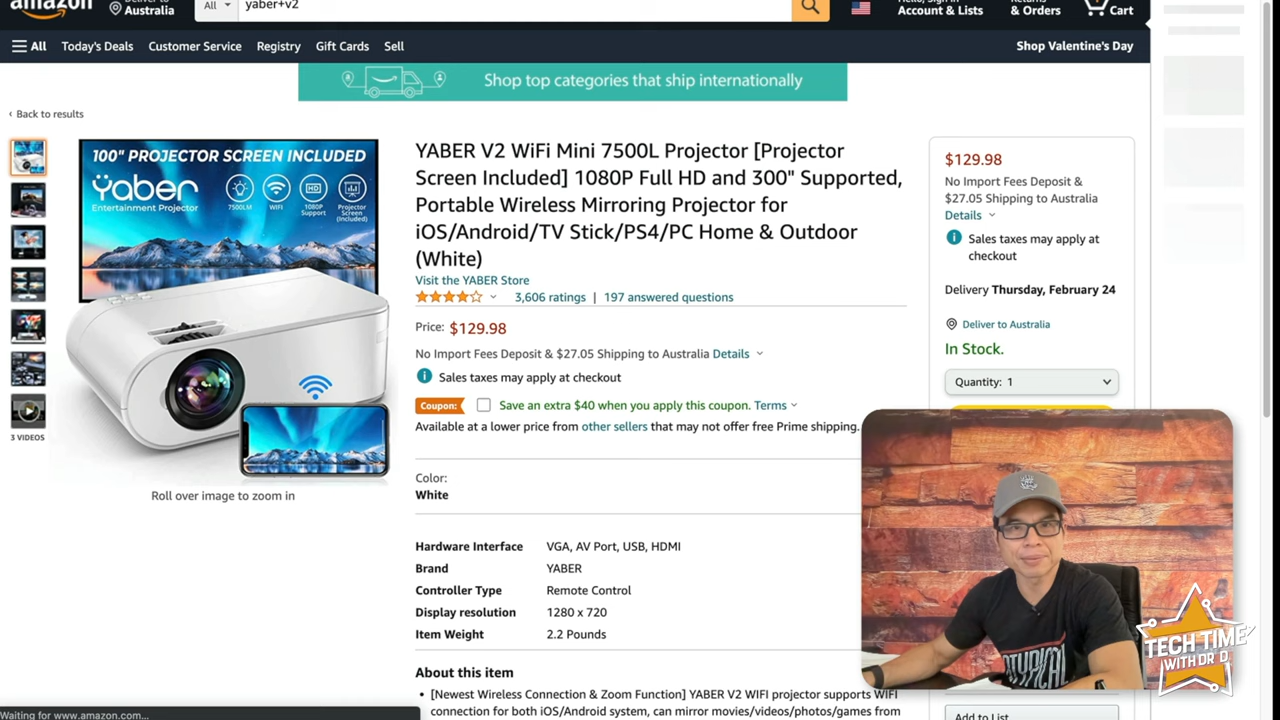 amazon
Deliver to
Australia
All
yaber+v2
Hello, Sign in
Account & Lists
Returns
& Orders
Cart
All
Today's Deals
Customer Service
Registry
Gift Cards
Sell
Shop Valentine's Day
Shop top categories that ship internationally
‹ Back to results
100" PROJECTOR SCREEN INCLUDED
Yaber
Entertainment Projector
7500LM
WIFI
HD
1080P
Support
Projector
Screen
(Included)
3 VIDEOS
Roll over image to zoom in
YABER V2 WiFi Mini 7500L Projector [Projector
Screen Included] 1080P Full HD and 300" Supported,
Portable Wireless Mirroring Projector for
iOS/Android/TV Stick/PS4/PC Home & Outdoor
(White)
Visit the YABER Store
3,606 ratings | 197 answered questions
Price: $129.98
No Import Fees Deposit & $27.05 Shipping to Australia Details
Sales taxes may apply at checkout
Coupon: Save an extra $40 when you apply this coupon. Terms
Available at a lower price from other sellers that may not offer free Prime shipping.
Color:
White
Hardware Interface VGA, AV Port, USB, HDMI
Brand YABER
Controller Type Remote Control
Display resolution 1280 x 720
Item Weight 2.2 Pounds
About this item
• [Newest Wireless Connection & Zoom Function] YABER V2 WIFI projector supports WIFI
connection for both iOS/Android system, can mirror movies/videos/photos/games from
$129.98
No Import Fees Deposit &
$27.05 Shipping to Australia
Details
Sales taxes may apply at
checkout
Delivery Thursday, February 24
Deliver to Australia
In Stock.
Quantity: 1
Add to List
TECH TIME
WITH DR D
Waiting for www.amazon.com...